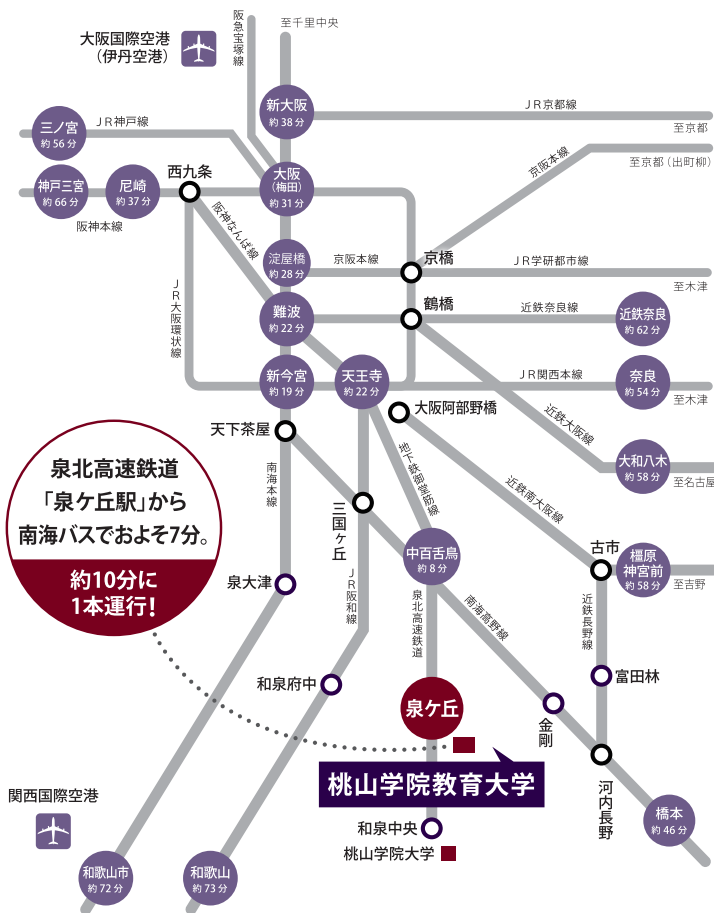 大阪国際空港
（伊丹空港）
阪急宝塚線
至千里中央
新大阪
約38分
ＪＲ京都線
至京都
三ノ宮
約56分
ＪＲ神戸線
京阪本線
至京都（出町柳）
神戸三宮
約66分
尼崎
約37分
西九条
大阪
（梅田）
約31分
阪神本線
阪神なんば線
淀屋橋
約28分
京阪本線
京橋
ＪＲ学研都市線
至木津
ＪＲ大阪環状線
難波
約22分
鶴橋
近鉄奈良線
近鉄奈良
約62分
新今宮
約19分
天王寺
約22分
ＪＲ関西本線
奈良
約54分
至木津
天下茶屋
大阪阿部野橋
近鉄大阪線
大和八木
約58分
至名古屋
泉北高速鉄道
「泉ケ丘駅」から
南海バスでおよそ7分。
約10分に
1本運行！
南海本線
三国ヶ丘
地下鉄御堂筋線
近鉄南大阪線
中百舌鳥
約8分
古市
橿原
神宮前
約58分
至吉野
泉大津
ＪＲ阪和線
泉北高速鉄道
南海高野線
近鉄長野線
和泉府中
泉ケ丘
金剛
富田林
桃山学院教育大学
河内長野
関西国際空港
和泉中央
桃山学院大学
橋本
約46分
和歌山市
約72分
和歌山
約73分